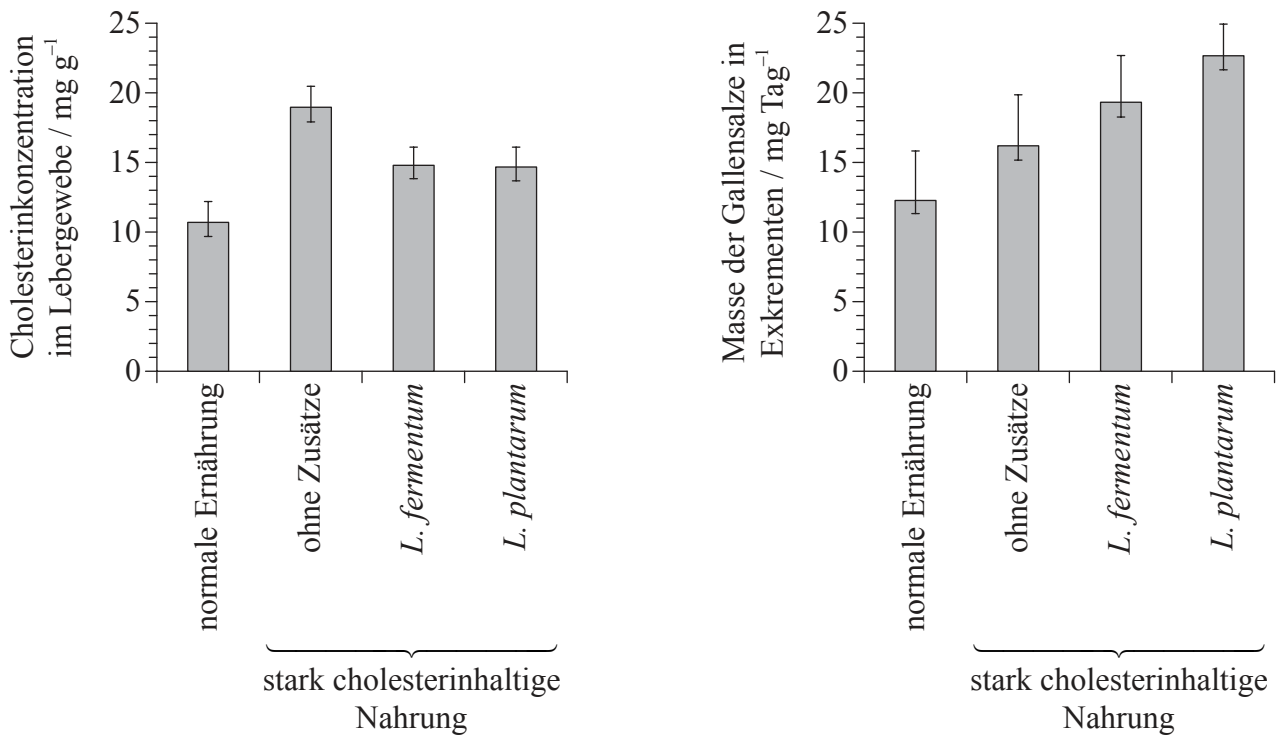 Cholesterinkonzentration
im Lebergewebe / mg g⁻¹
25
20
15
10
5
0
normale Ernährung
ohne Zusätze
L. fermentum
L. plantarum
stark cholesterinhaltige
Nahrung
Masse der Gallensalze in
Exkrementen / mg Tag⁻¹
25
20
15
10
5
0
normale Ernährung
ohne Zusätze
L. fermentum
L. plantarum
stark cholesterinhaltige
Nahrung